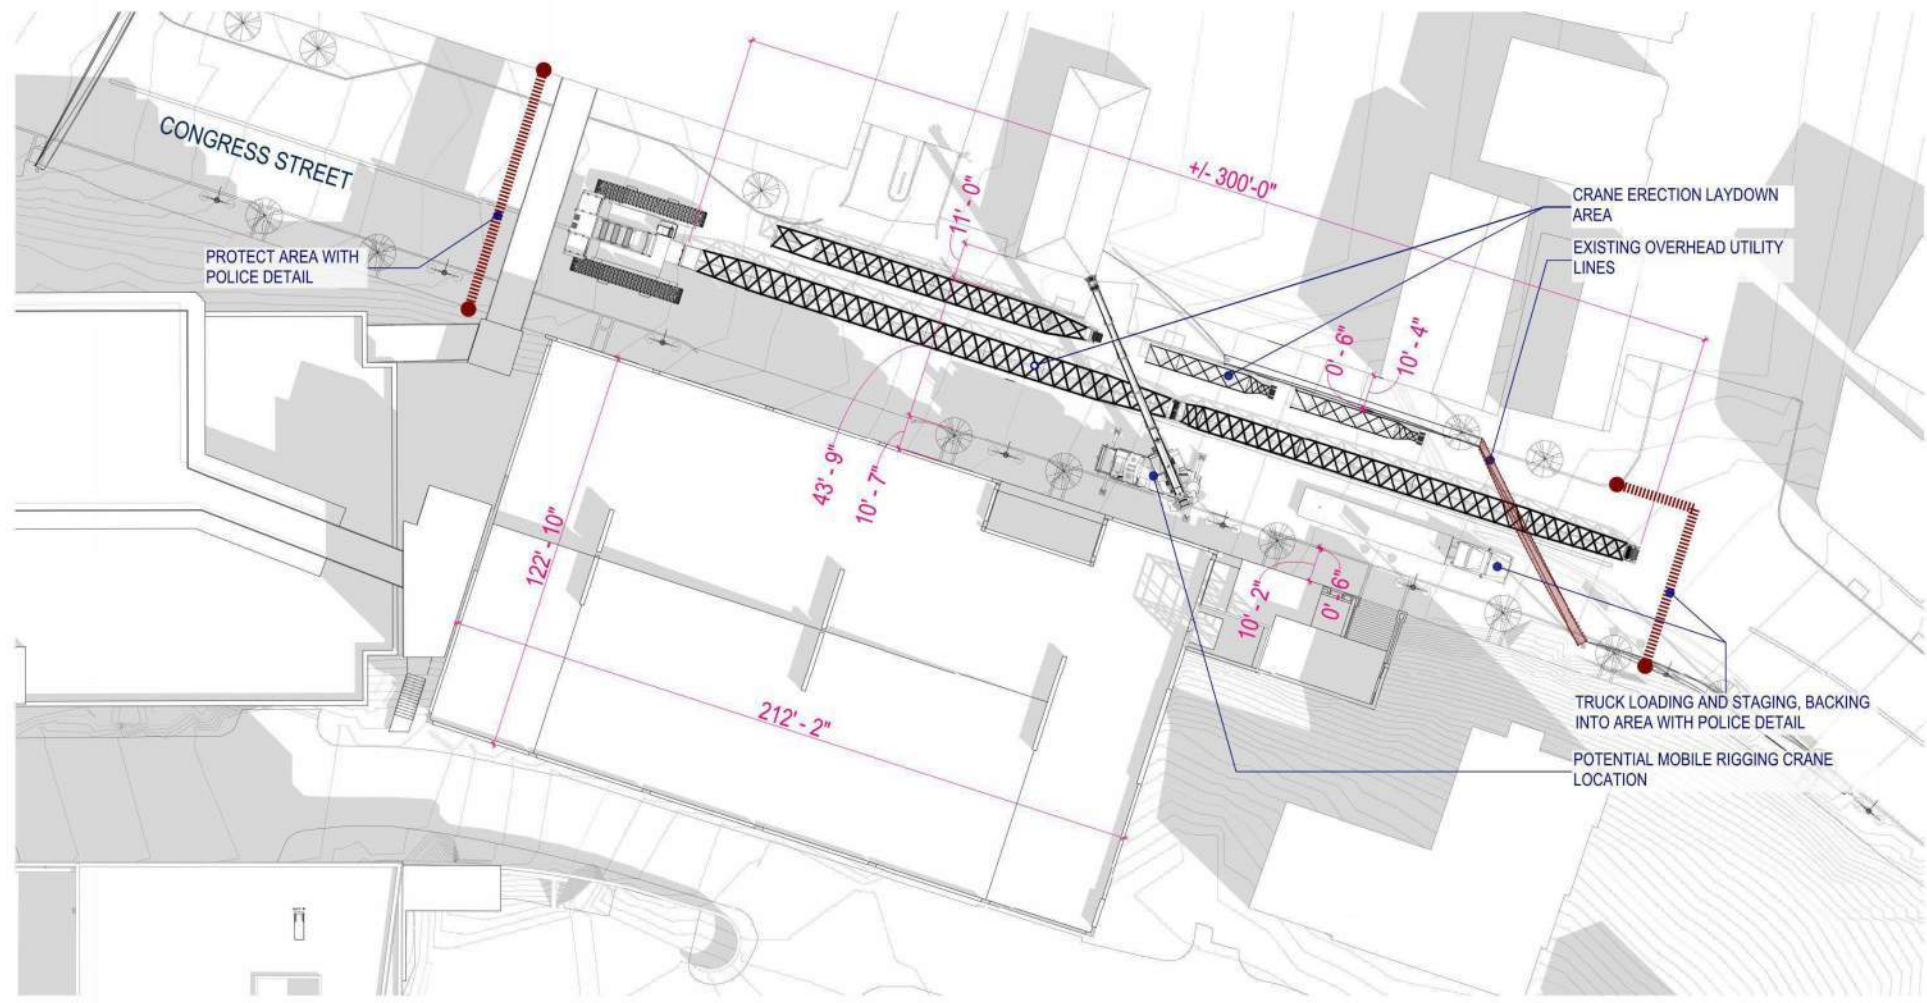 CONGRESS STREET
PROTECT AREA WITH
POLICE DETAIL
+/- 300'-0"
11' - 0"
CRANE ERECTION LAYDOWN
AREA
EXISTING OVERHEAD UTILITY
LINES
0' - 6"
10' - 4"
43' - 9"
10' - 7"
122' - 10"
10' - 2"
0' - 6"
212' - 2"
TRUCK LOADING AND STAGING, BACKING
INTO AREA WITH POLICE DETAIL
POTENTIAL MOBILE RIGGING CRANE
LOCATION